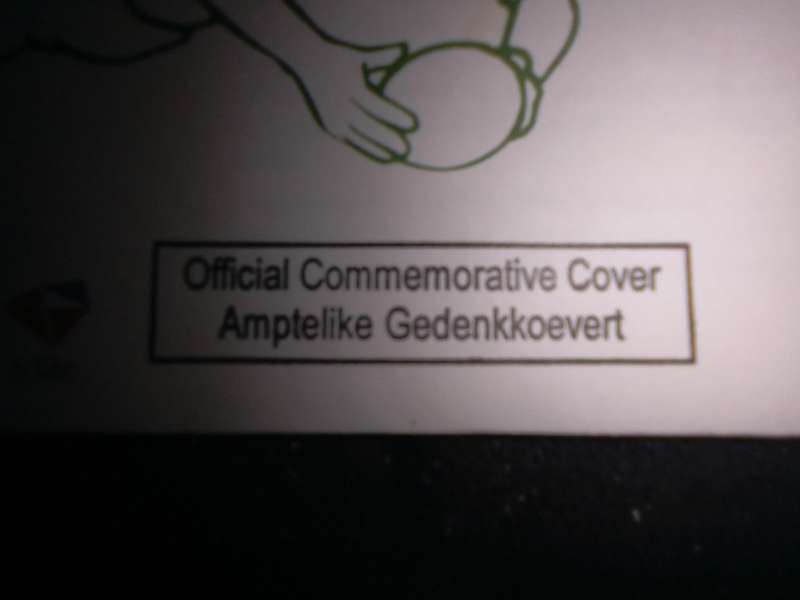 Official Commemorative Cover
Amptelike Gedenkkoevert